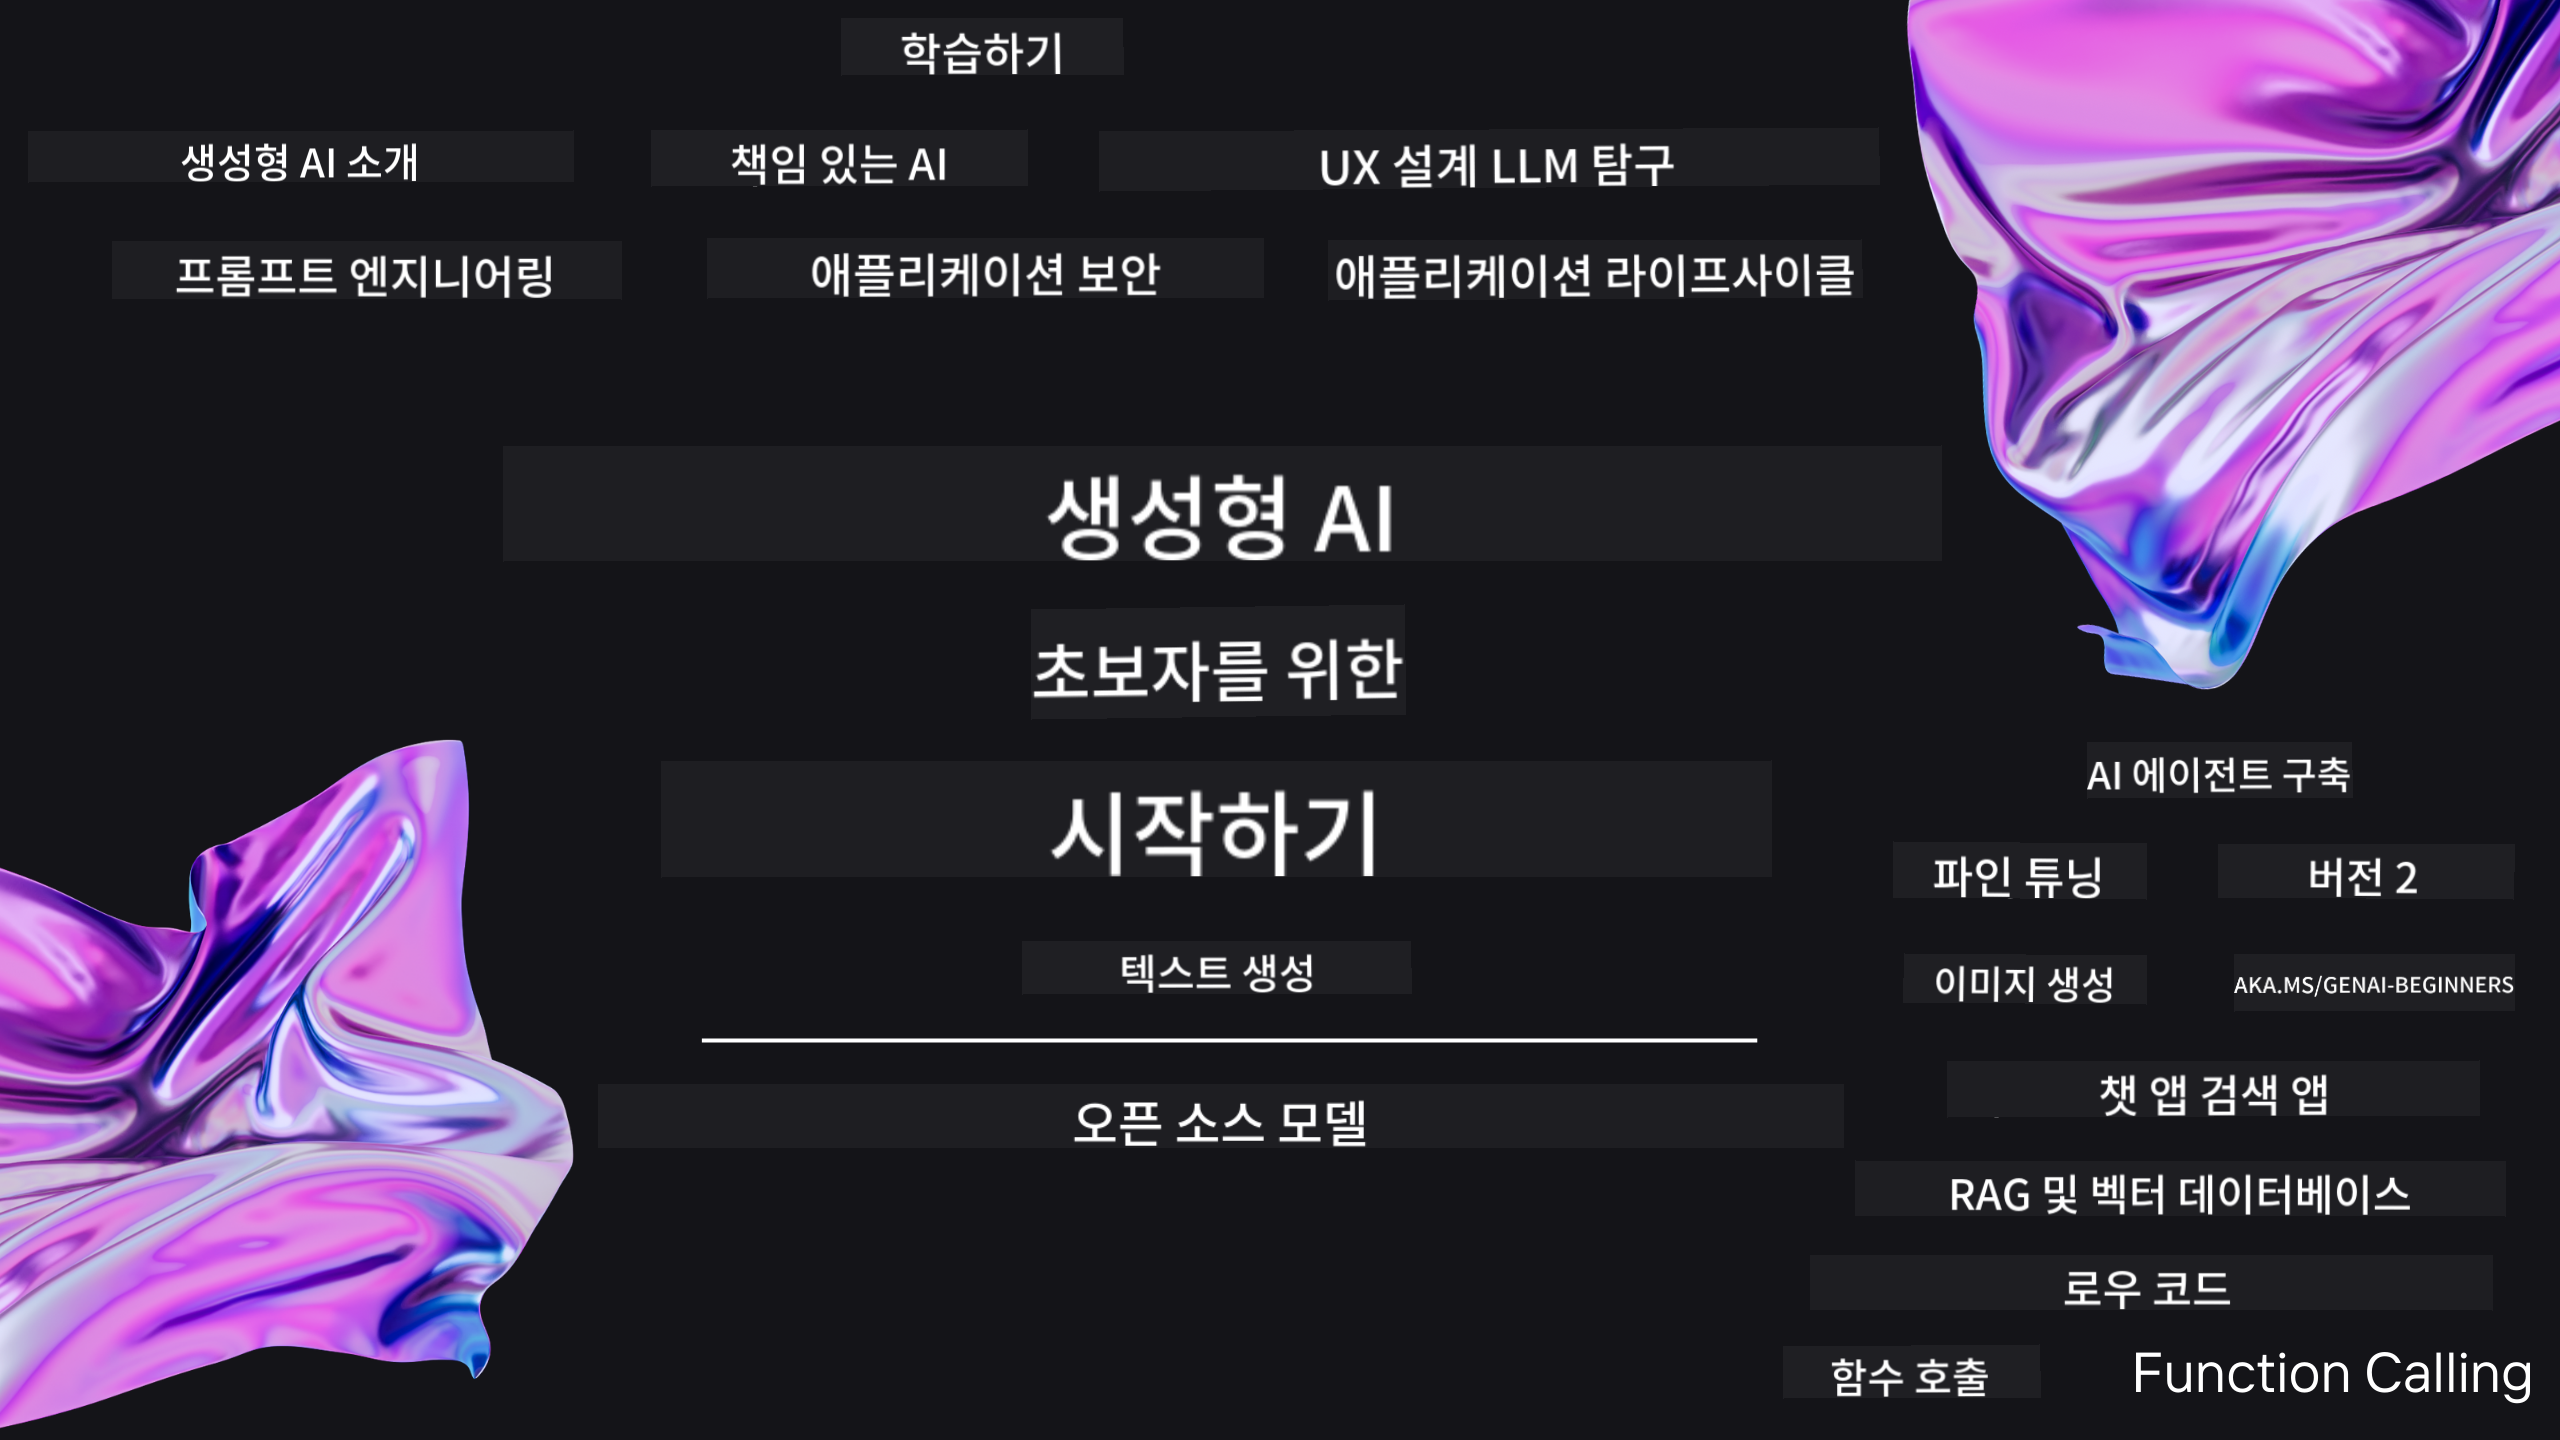 학습하기
생성형 AI 소개
책임 있는 AI
UX 설계 LLM 탐구
프롬프트 엔지니어링
애플리케이션 보안
애플리케이션 라이프사이클
생성형 AI
초보자를 위한
시작하기
텍스트 생성
오픈 소스 모델
AI 에이전트 구축
파인 튜닝
버전 2
이미지 생성
AKA.MS/GENAI-BEGINNERS
챗 앱 검색 앱
RAG 및 벡터 데이터베이스
로우 코드
함수 호출
Function Calling